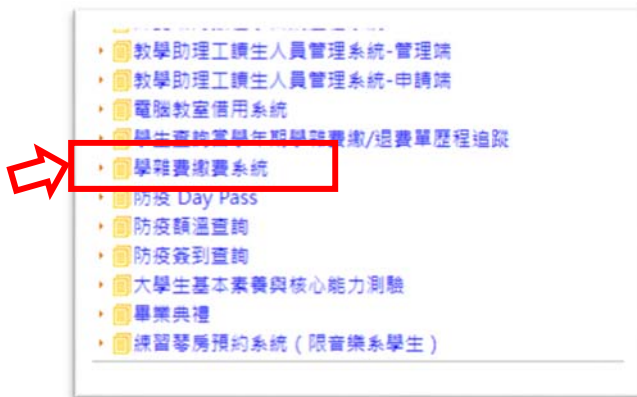 教學助理工讀生人員管理系統-管理端
教學助理工讀生人員管理系統-申請端
電腦教室借用系統
學生查詢當學年期學雜費繳/退費單歷程追蹤
學雜費繳費系統
防疫 Day Pass
防疫額溫查詢
防疫簽到查詢
大學生基本素養與核心能力測驗
畢業典禮
練習琴房預約系統（限音樂系學生）